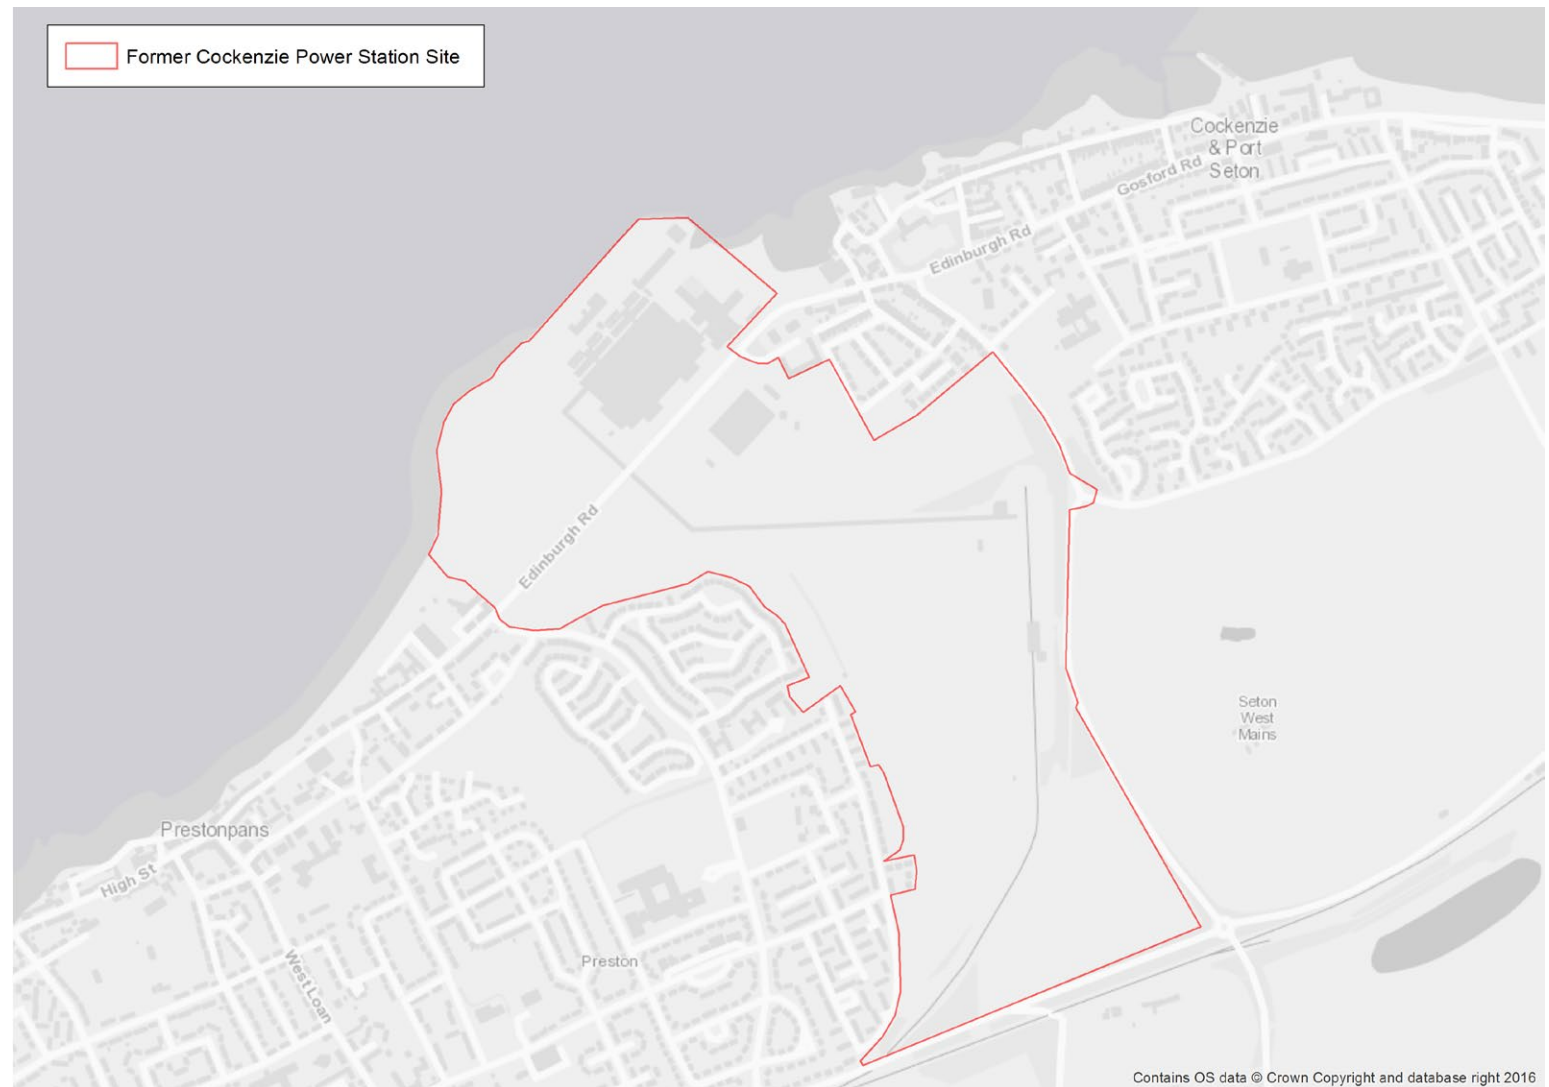 Former Cockenzie Power Station Site
Cockenzie
& Port
Seton
Gosford Rd
Edinburgh Rd
Edinburgh Rd
Seton
West
Mains
Prestonpans
High St
West Loan
Preston
Contains OS data © Crown Copyright and database right 2016